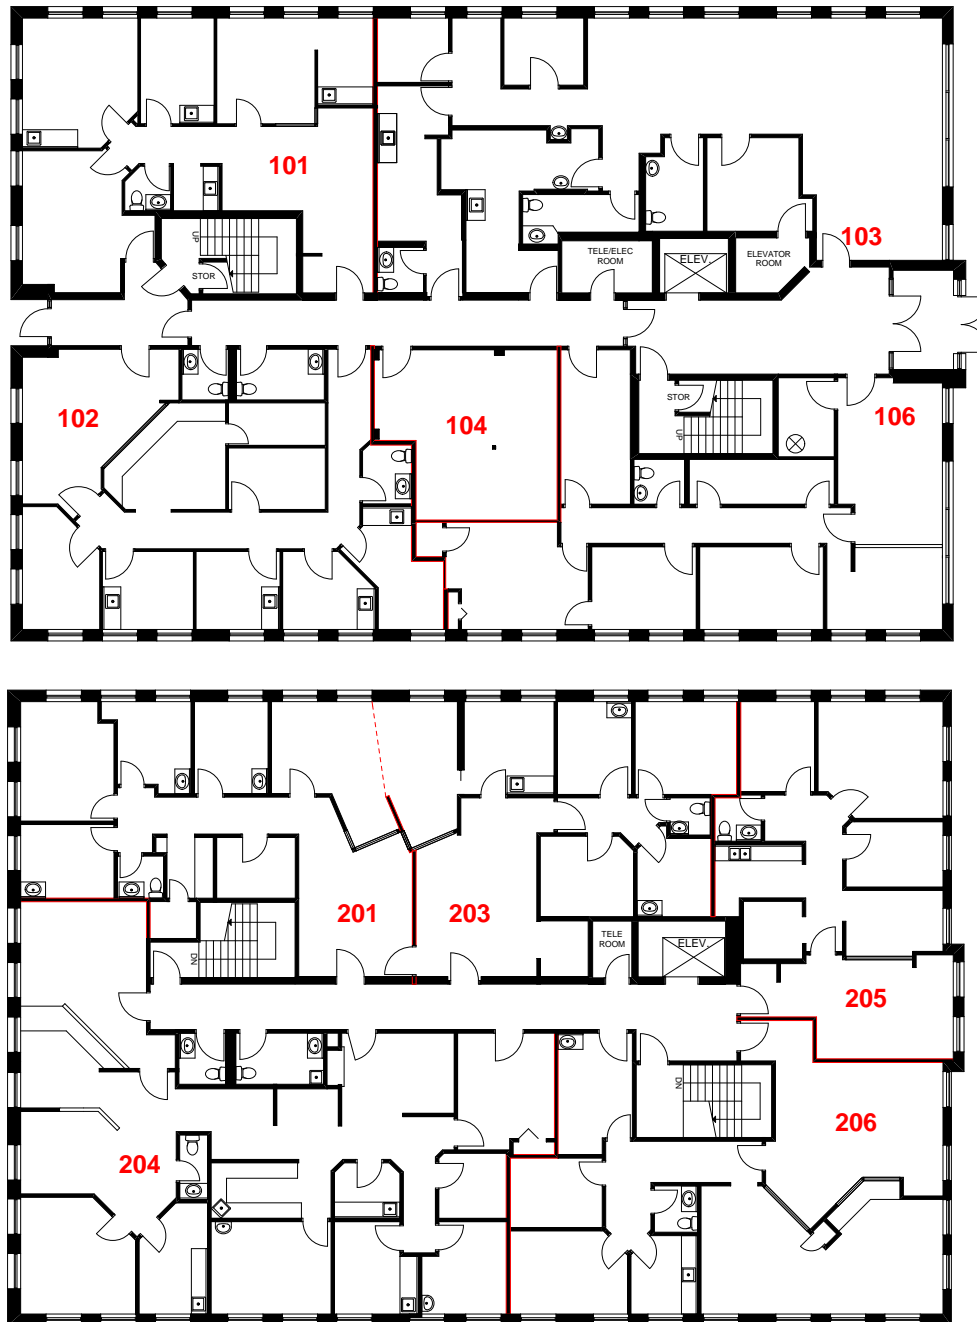 101
UP
STOR
TELE/ELEC
ROOM
ELEV.
ELEVATOR
ROOM
103
102
104
STOR
UP
106
201
203
DN
TELE
ROOM
ELEV.
205
DN
206
204